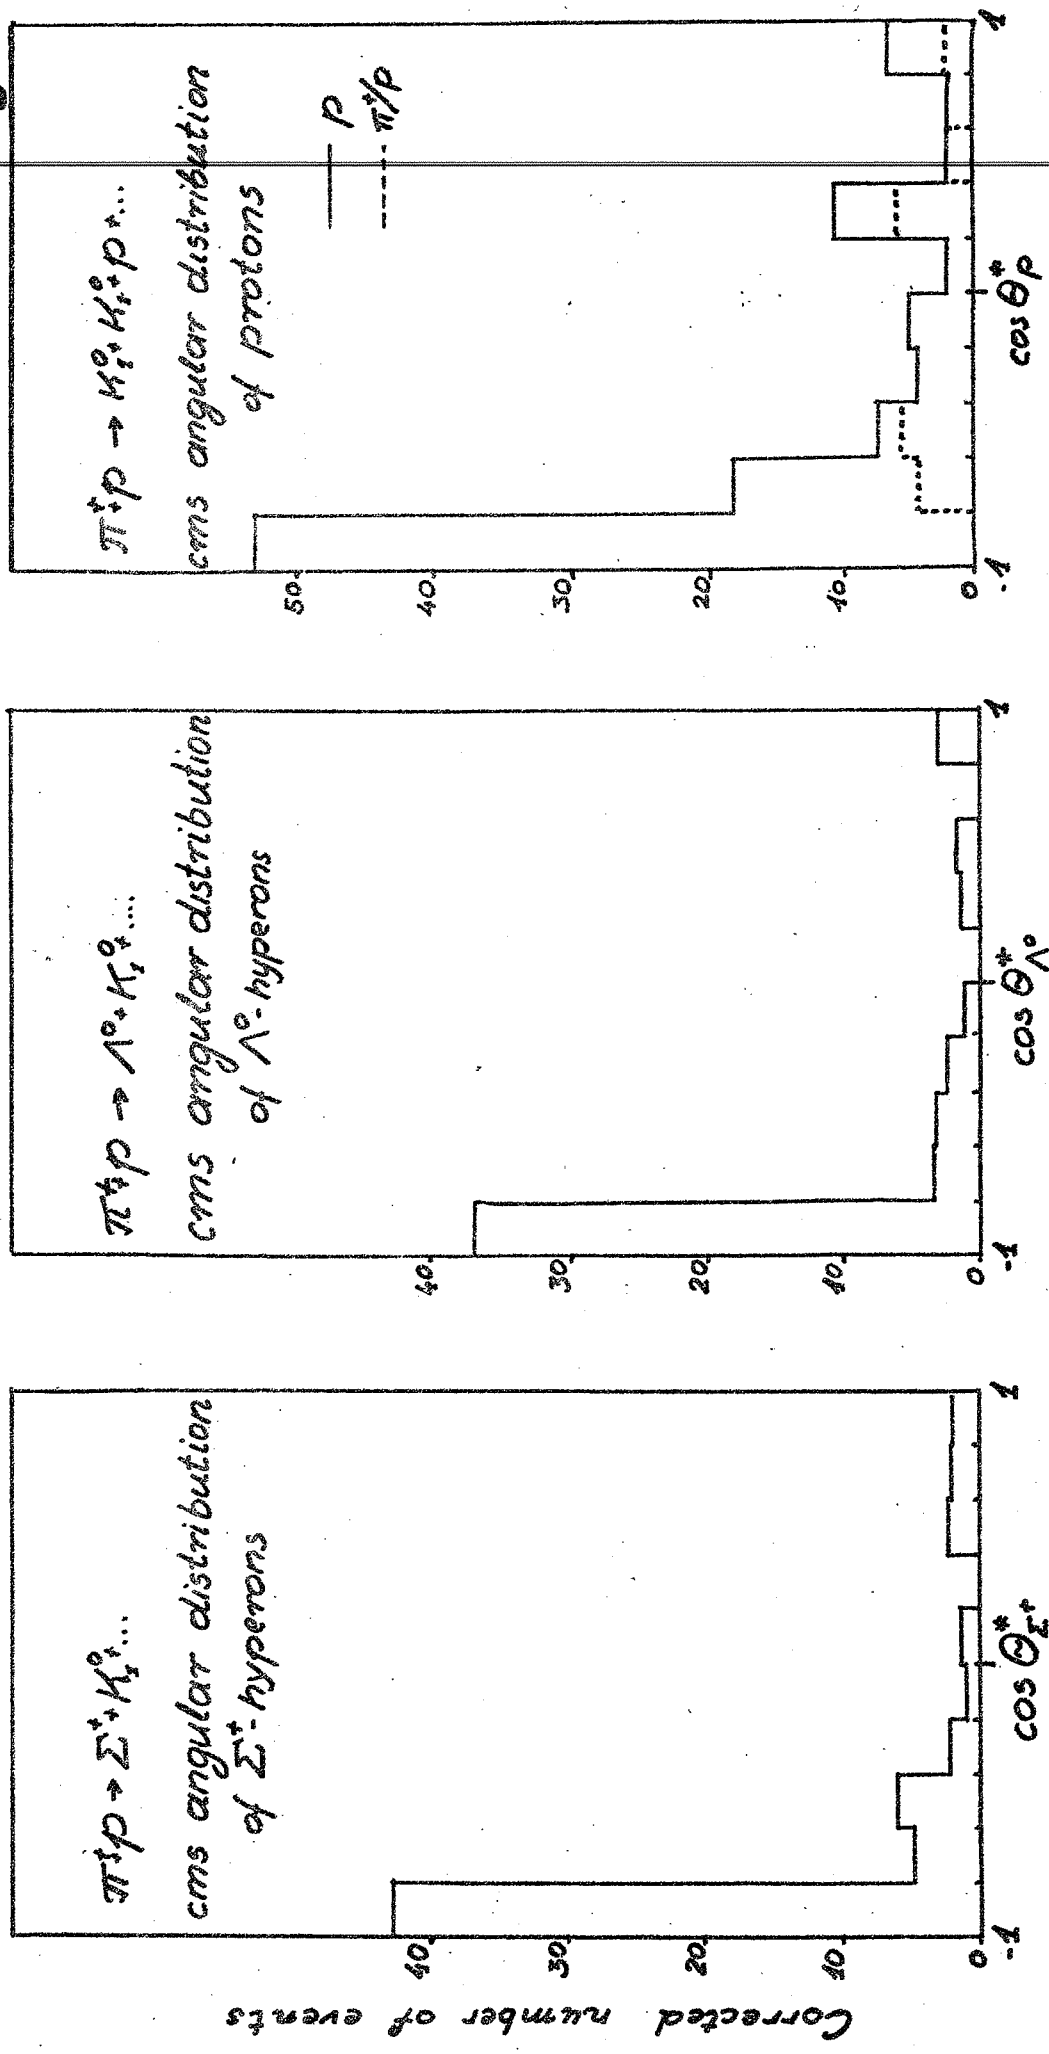 Corrected number of events
π⁺+p → Σ⁺+K₁⁰+...
cms angular distribution
of Σ⁺-hyperons
40
30
20
10
0
-1
1
cos Θ*Σ⁺
π⁺+p → Λ⁰+K₁⁰+....
cms angular distribution
of Λ⁰-hyperons
40
30
20
10
0
-1
1
cos Θ*Λ⁰
π⁺+p → K₁⁰+K₁⁰+p+...
cms angular distribution
of protons
p
π⁺/p
50
40
30
20
10
0
-1
1
cos Θ*p